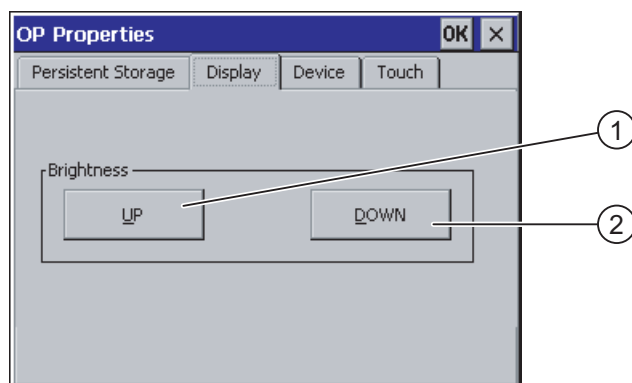 OP Properties OK ×
Persistent Storage Display Device Touch
1
Brightness
UP DOWN
2